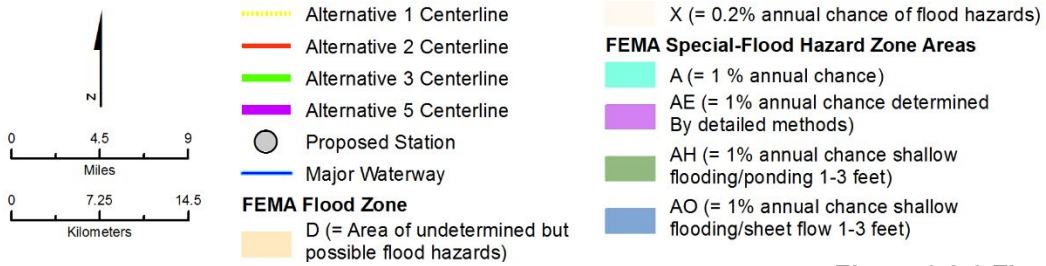 Z
0 4.5 9
Miles
0 7.25 14.5
Kilometers
Alternative 1 Centerline
Alternative 2 Centerline
Alternative 3 Centerline
Alternative 5 Centerline
Proposed Station
Major Waterway
FEMA Flood Zone
D (= Area of undetermined but
possible flood hazards)
X (= 0.2% annual chance of flood hazards)
FEMA Special-Flood Hazard Zone Areas
A (= 1 % annual chance)
AE (= 1% annual chance determined
By detailed methods)
AH (= 1% annual chance shallow
flooding/ponding 1-3 feet)
AO (= 1% annual chance shallow
flooding/sheet flow 1-3 feet)